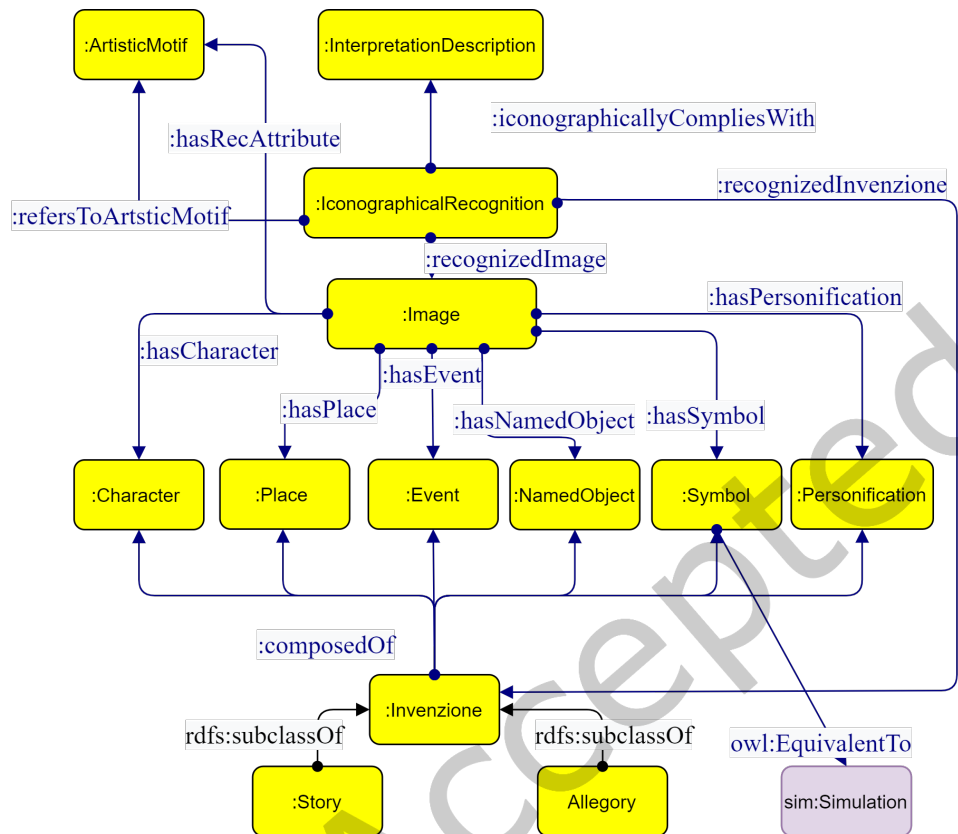 :ArtisticMotif
:InterpretationDescription
:iconographicallyCompliesWith
:hasRecAttribute
:recognizedInvenzione
:IconographicalRecognition
:refersToArtsticMotif
:recognizedImage
:hasPersonification
:Image
:hasCharacter
:hasEvent
:hasPlace
:hasNamedObject
:hasSymbol
:Character
:Place
:Event
:NamedObject
:Symbol
:Personification
:composedOf
:Invenzione
rdfs:subclassOf
rdfs:subclassOf
owl:EquivalentTo
:Story
Allegory
sim:Simulation
Accepted